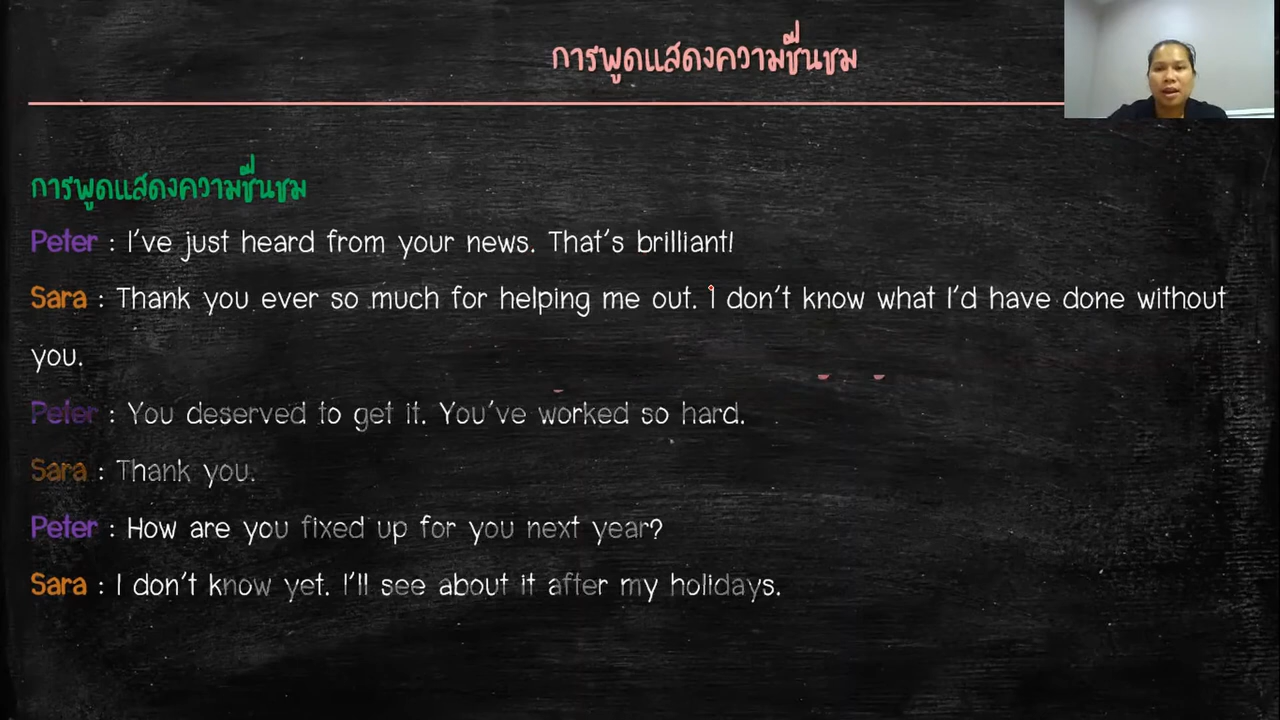 การพูดแสดงความชื่นชม
การพูดแสดงความชื่นชม
Peter : I've just heard from your news. That's brilliant!
Sara : Thank you ever so much for helping me out. I don't know what I'd have done without
you.
Peter : You deserved to get it. You've worked so hard.
Sara : Thank you.
Peter : How are you fixed up for you next year?
Sara : I don't know yet. I'll see about it after my holidays.